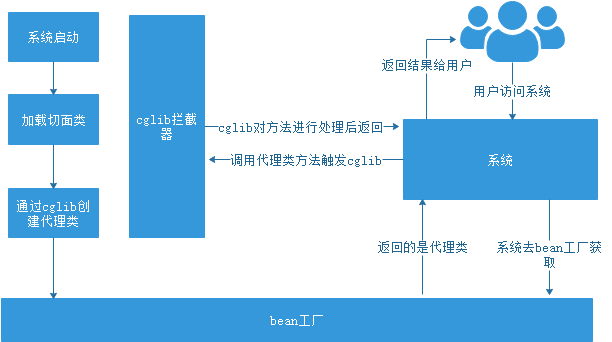 系统启动
加载切面类
通过cglib创
建代理类
cglib拦截
器
cglib对方法进行处理后返回
调用代理类方法触发cglib
返回结果给用户
用户访问系统
系统
返回的是代理类
系统去bean工厂获
取
bean工厂